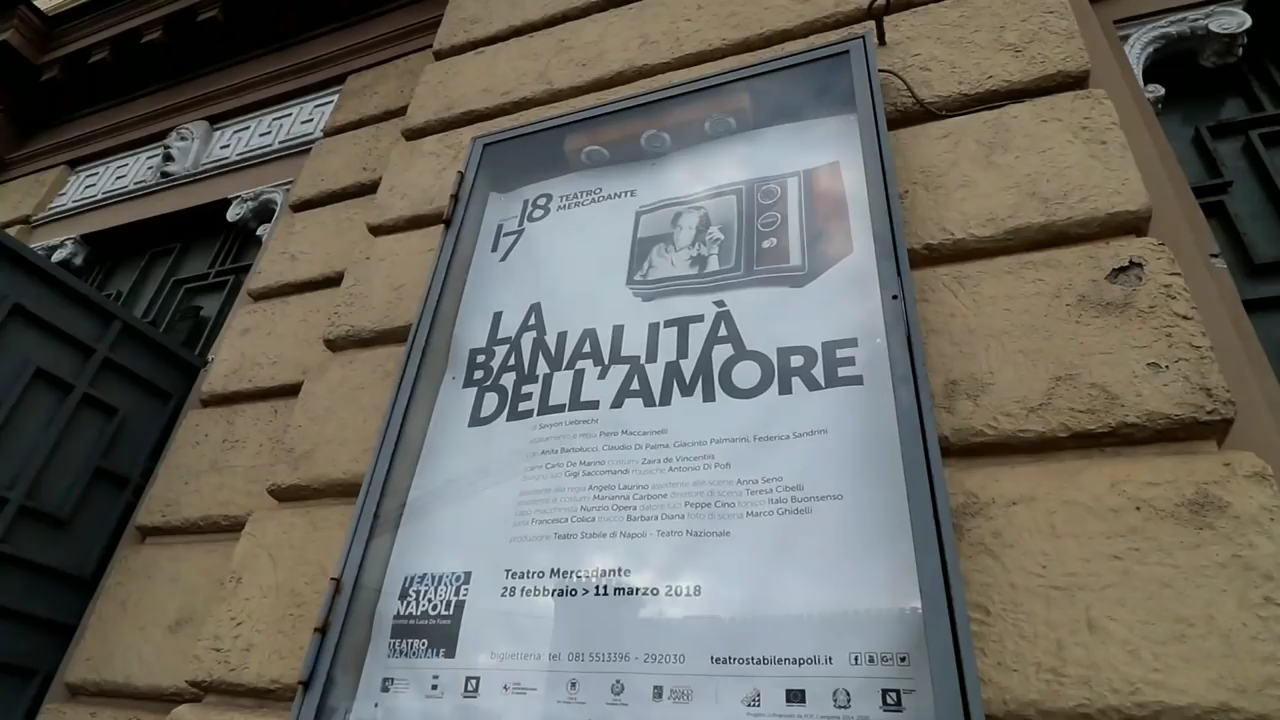 18
17
TEATRO
MERCADANTE
LA
BANALITÀ
DELL'AMORE
di Savyon Liebrecht
adattamento e regia Piero Maccarinelli
con Anita Bartolucci, Claudio Di Palma, Giacinto Palmarini, Federica Sandrini
scene Carlo De Marino costumi Zaira de Vincentiis
disegno luci Gigi Saccomandi musiche Antonio Di Pofi
assistente alla regia Angelo Laurino assistente alle scene Anna Seno
assistente ai costumi Marianna Carbone direttore di scena Teresa Cibelli
capo macchinista Nunzio Opera datore luci Peppe Cino fonico Italo Buonsenso
sarta Francesca Colica trucco Barbara Diana foto di scena Marco Ghidelli
produzione Teatro Stabile di Napoli - Teatro Nazionale
Teatro Mercadante
28 febbraio > 11 marzo 2018
TEATRO
STABILE
NAPOLI
diretto da Luca De Fusco
TEATRO
NAZIONALE
biglietteria: tel. 081 5513396 - 292030
teatrostabilenapoli.it